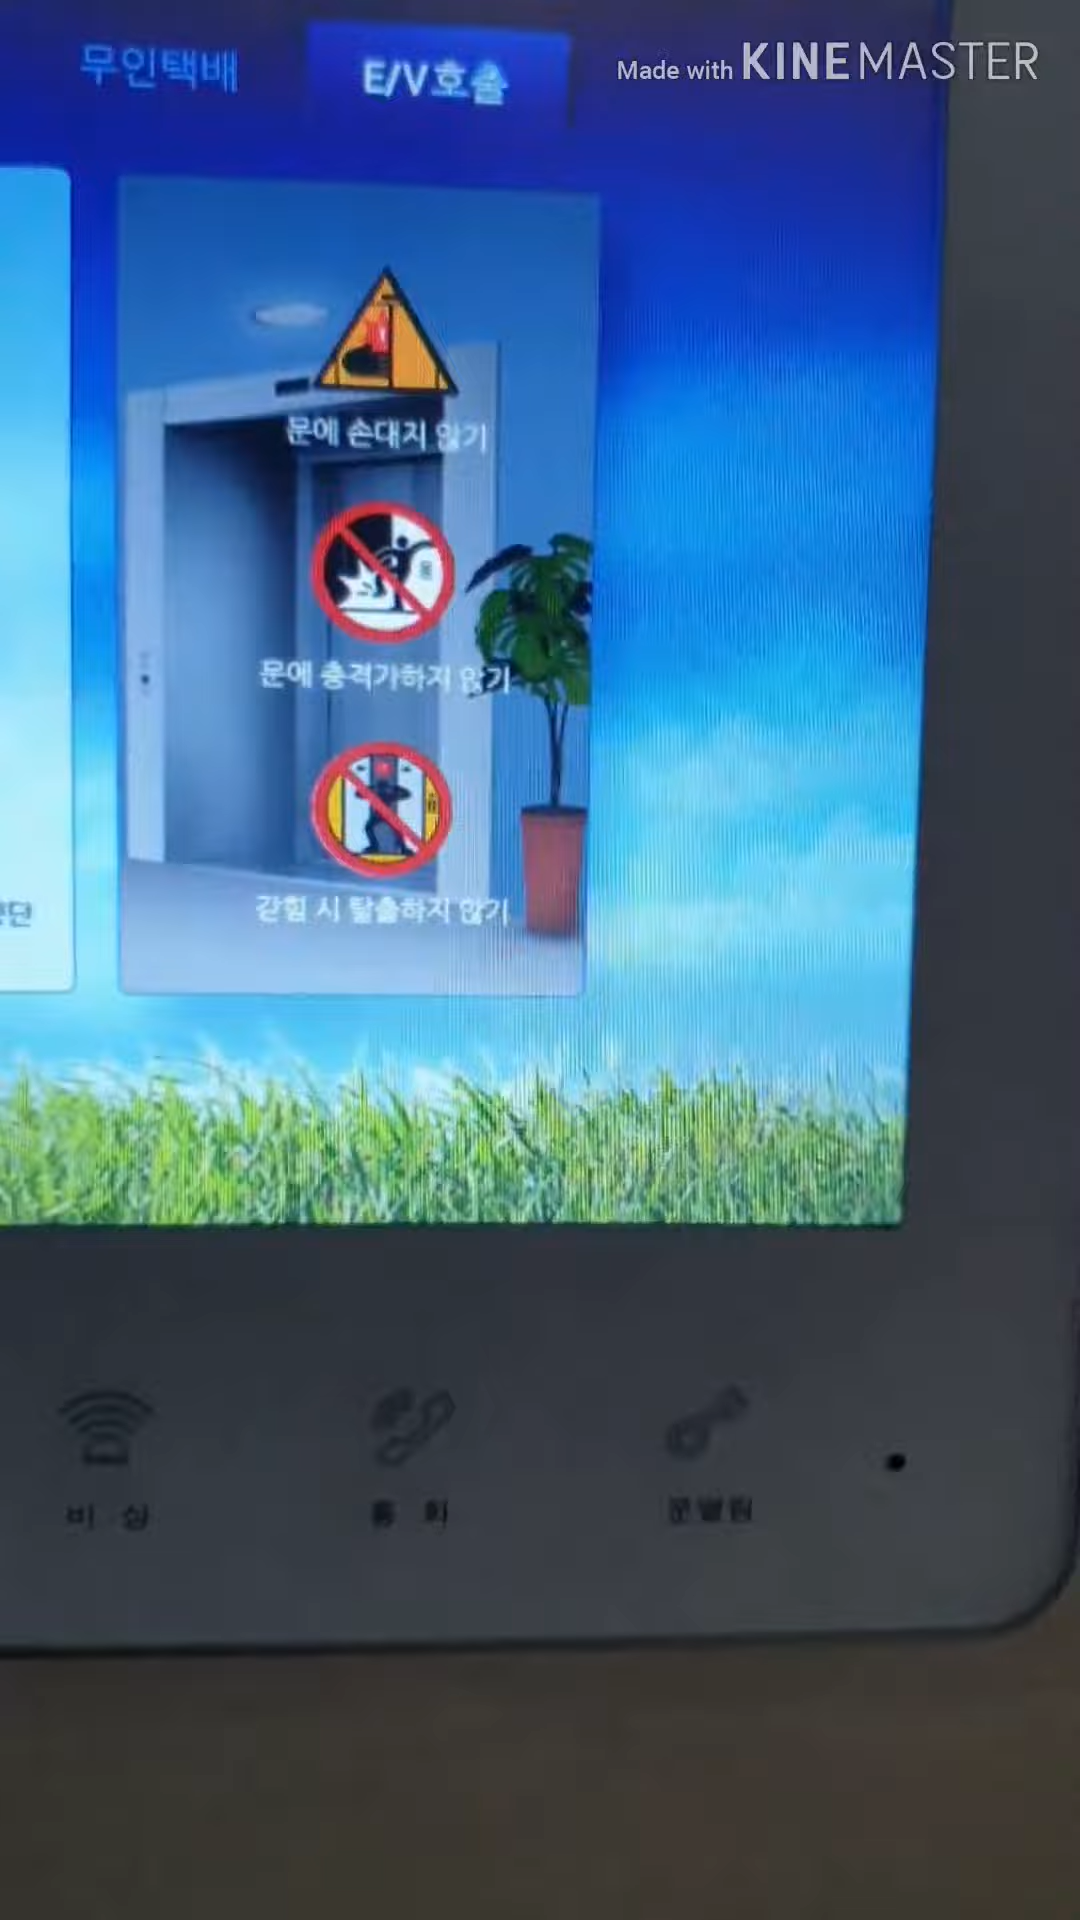 무인택배
E/V호출
Made with KINEMASTER
문에 손대지 않기
문에 충격가하지 않기
갇힘 시 탈출하지 않기
단
비 상
통 화
문열림